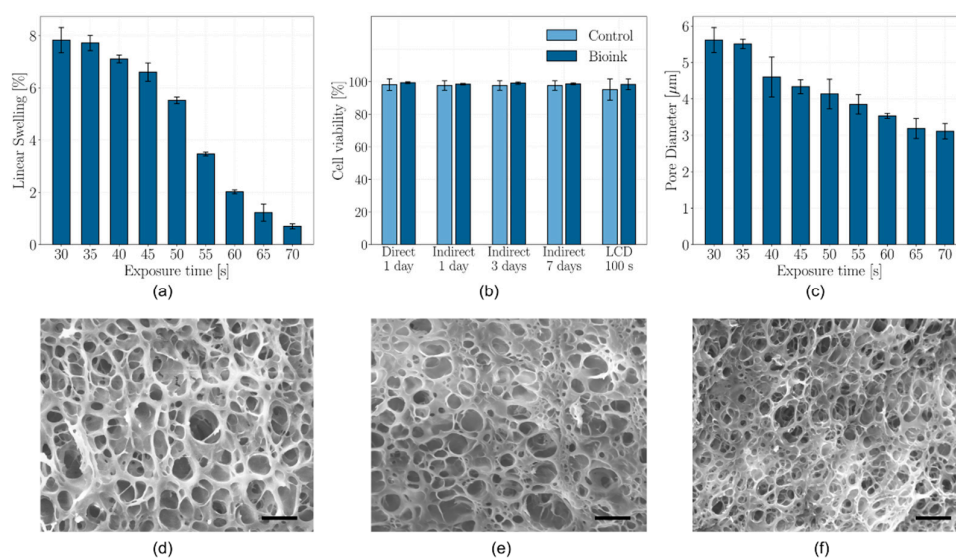 8
6
4
2
0
Linear Swelling [%]
30 35 40 45 50 55 60 65 70
Exposure time [s]
(a)
100
80
60
40
20
0
Cell viability [%]
Control
Bioink
Direct Indirect Indirect Indirect LCD
1 day 1 day 3 days 7 days 100 s
(b)
6
5
4
3
2
1
0
Pore Diameter [μm]
30 35 40 45 50 55 60 65 70
Exposure time [s]
(c)
(d)
(e)
(f)